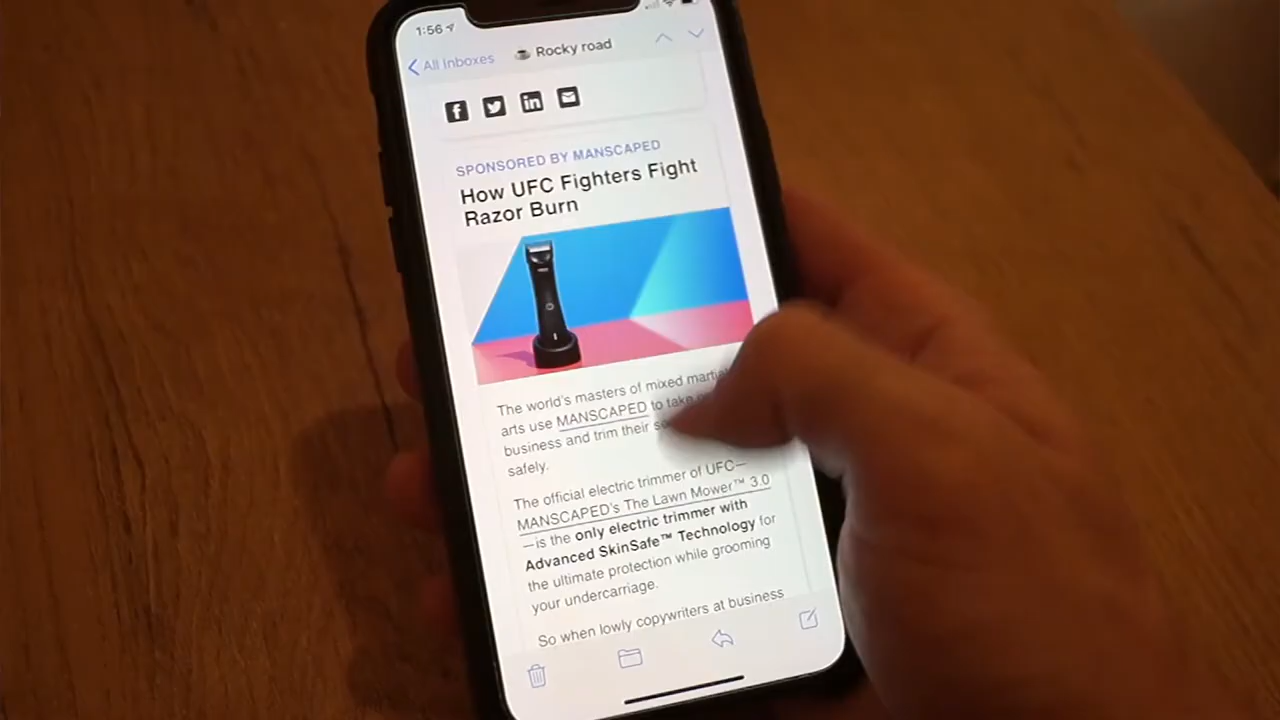 1:56
All Inboxes
Rocky road
SPONSORED BY MANSCAPED
How UFC Fighters Fight
Razor Burn
The world's masters of mixed martial
arts use MANSCAPED to take
business and trim their
safely.
The official electric trimmer of UFC—
MANSCAPED's The Lawn Mower™ 3.0
—is the only electric trimmer with
Advanced SkinSafe™ Technology for
the ultimate protection while grooming
your undercarriage.
So when lowly copywriters at business